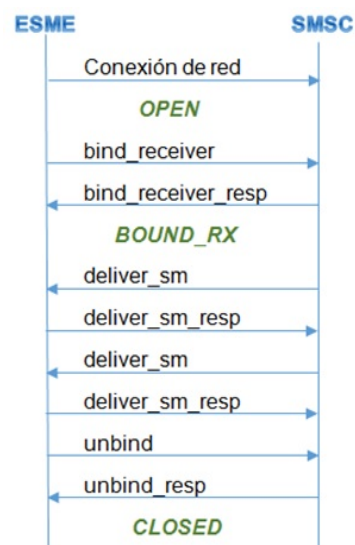 ESME SMSC
Conexión de red
OPEN
bind_receiver
bind_receiver_resp
BOUND_RX
deliver_sm
deliver_sm_resp
deliver_sm
deliver_sm_resp
unbind
unbind_resp
CLOSED